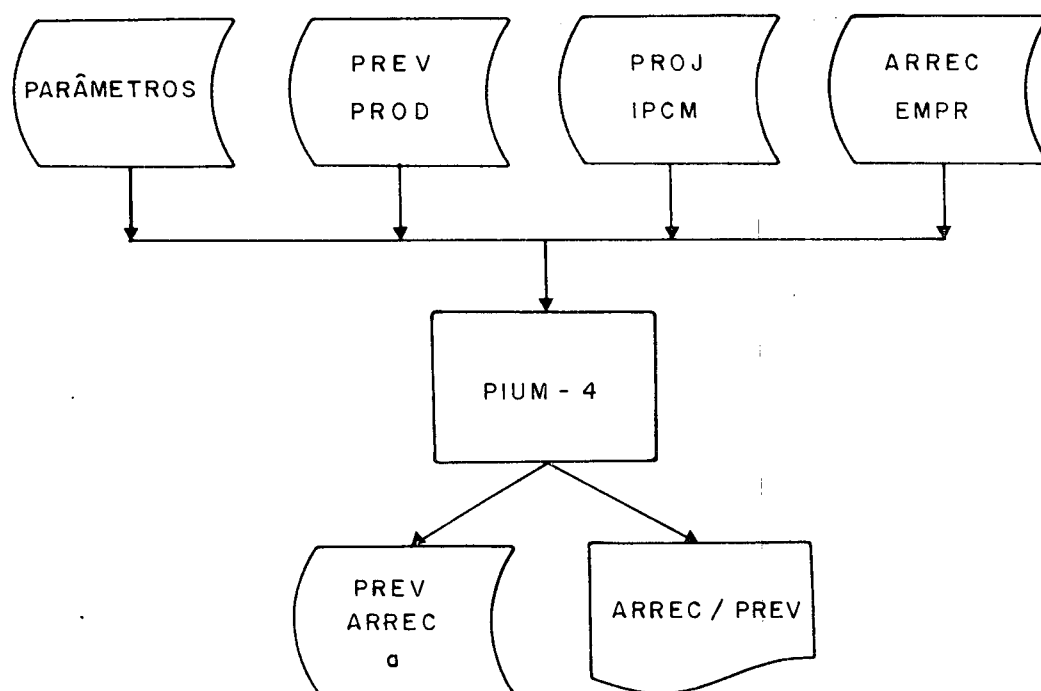 PARÂMETROS
PREV
PROD
PROJ
IPCM
ARREC
EMPR
PIUM - 4
PREV
ARREC
a
ARREC / PREV